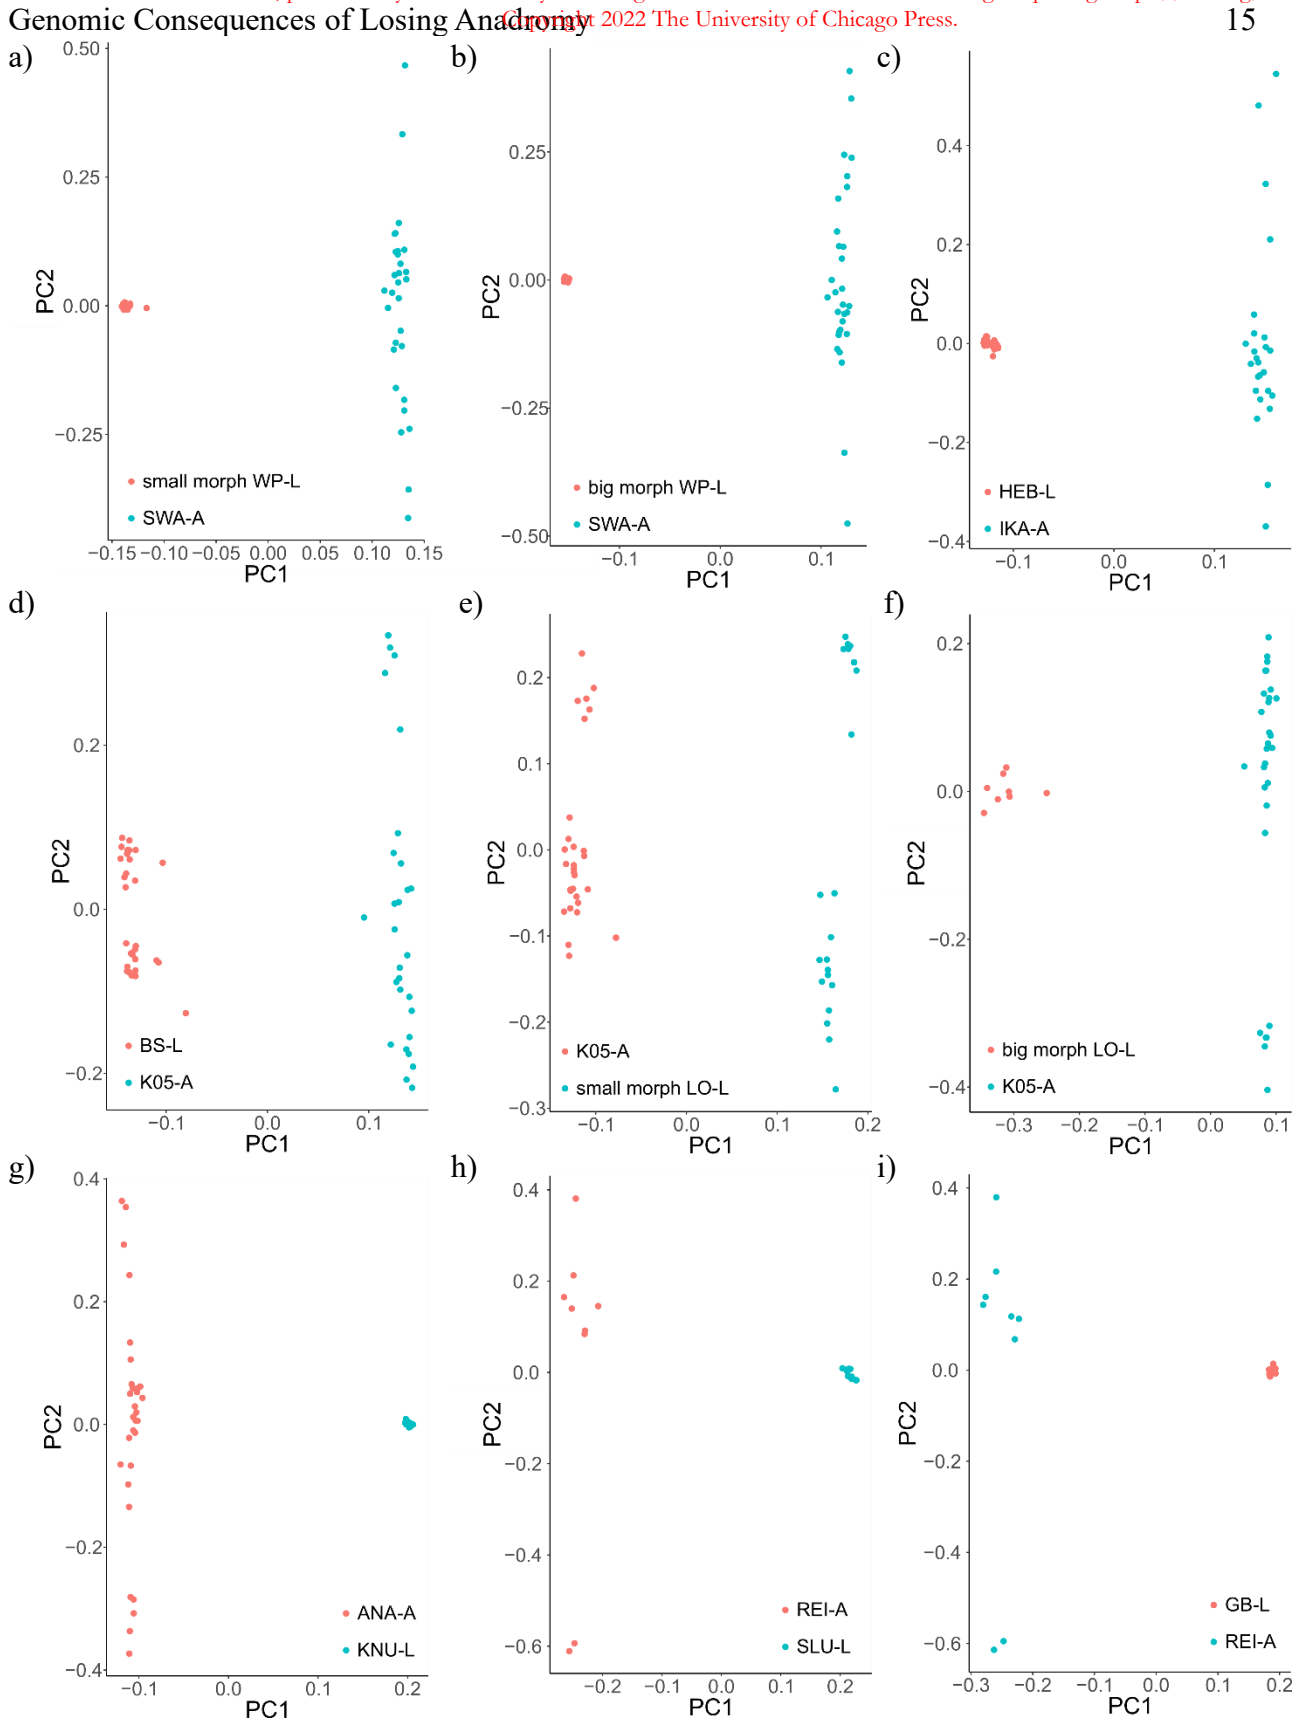 Genomic Consequences of Losing Anadromy
Copyright 2022 The University of Chicago Press.
15
a)
0.50
0.25
0.00
−0.25
PC2
small morph WP-L
SWA-A
−0.15 −0.10 −0.05 0.00 0.05 0.10 0.15
PC1
b)
0.25
0.00
−0.25
−0.50
PC2
big morph WP-L
SWA-A
−0.1 0.0 0.1
PC1
c)
0.4
0.2
0.0
−0.2
−0.4
PC2
HEB-L
IKA-A
−0.1 0.0 0.1
PC1
d)
0.2
0.0
−0.2
PC2
BS-L
K05-A
−0.1 0.0 0.1
PC1
e)
0.2
0.1
0.0
−0.1
−0.2
−0.3
PC2
K05-A
small morph LO-L
−0.1 0.0 0.1 0.2
PC1
f)
0.2
0.0
−0.2
−0.4
PC2
big morph LO-L
K05-A
−0.3 −0.2 −0.1 0.0 0.1
PC1
g)
0.4
0.2
0.0
−0.2
−0.4
PC2
ANA-A
KNU-L
−0.1 0.0 0.1 0.2
PC1
h)
0.4
0.2
0.0
−0.2
−0.4
−0.6
PC2
REI-A
SLU-L
−0.2 −0.1 0.0 0.1 0.2
PC1
i)
0.4
0.2
0.0
−0.2
−0.4
−0.6
PC2
GB-L
REI-A
−0.3 −0.2 −0.1 0.0 0.1 0.2
PC1